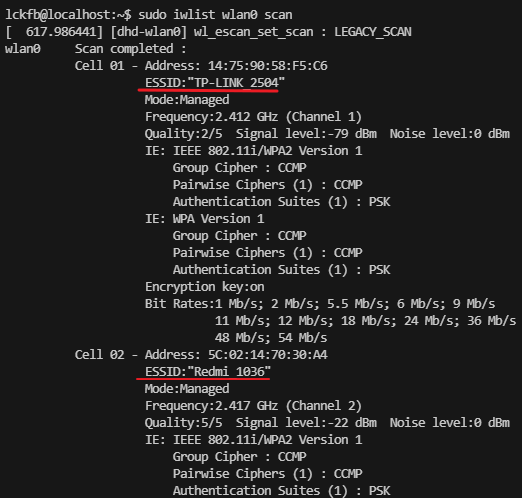 lckfb@localhost:~$ sudo iwlist wlan0 scan
[  617.986441] [dhd-wlan0] wl_escan_set_scan : LEGACY_SCAN
wlan0     Scan completed :
          Cell 01 - Address: 14:75:90:58:F5:C6
                    ESSID:"TP-LINK_2504"
                    Mode:Managed
                    Frequency:2.412 GHz (Channel 1)
                    Quality:2/5  Signal level:-79 dBm  Noise level:0 dBm
                    IE: IEEE 802.11i/WPA2 Version 1
                        Group Cipher : CCMP
                        Pairwise Ciphers (1) : CCMP
                        Authentication Suites (1) : PSK
                    IE: WPA Version 1
                        Group Cipher : CCMP
                        Pairwise Ciphers (1) : CCMP
                        Authentication Suites (1) : PSK
                    Encryption key:on
                    Bit Rates:1 Mb/s; 2 Mb/s; 5.5 Mb/s; 6 Mb/s; 9 Mb/s
                              11 Mb/s; 12 Mb/s; 18 Mb/s; 24 Mb/s; 36 Mb/s
                              48 Mb/s; 54 Mb/s
          Cell 02 - Address: 5C:02:14:70:30:A4
                    ESSID:"Redmi 1036"
                    Mode:Managed
                    Frequency:2.417 GHz (Channel 2)
                    Quality:5/5  Signal level:-22 dBm  Noise level:0 dBm
                    IE: IEEE 802.11i/WPA2 Version 1
                        Group Cipher : CCMP
                        Pairwise Ciphers (1) : CCMP
                        Authentication Suites (1) : PSK